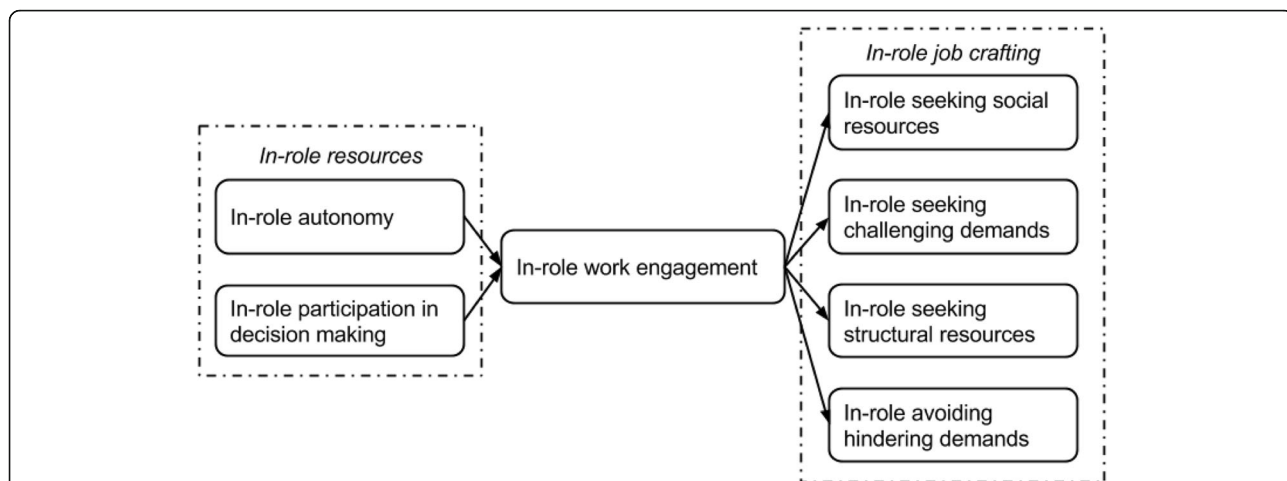 In-role resources
In-role autonomy
In-role participation in
decision making
In-role work engagement
In-role job crafting
In-role seeking social
resources
In-role seeking
challenging demands
In-role seeking
structural resources
In-role avoiding
hindering demands